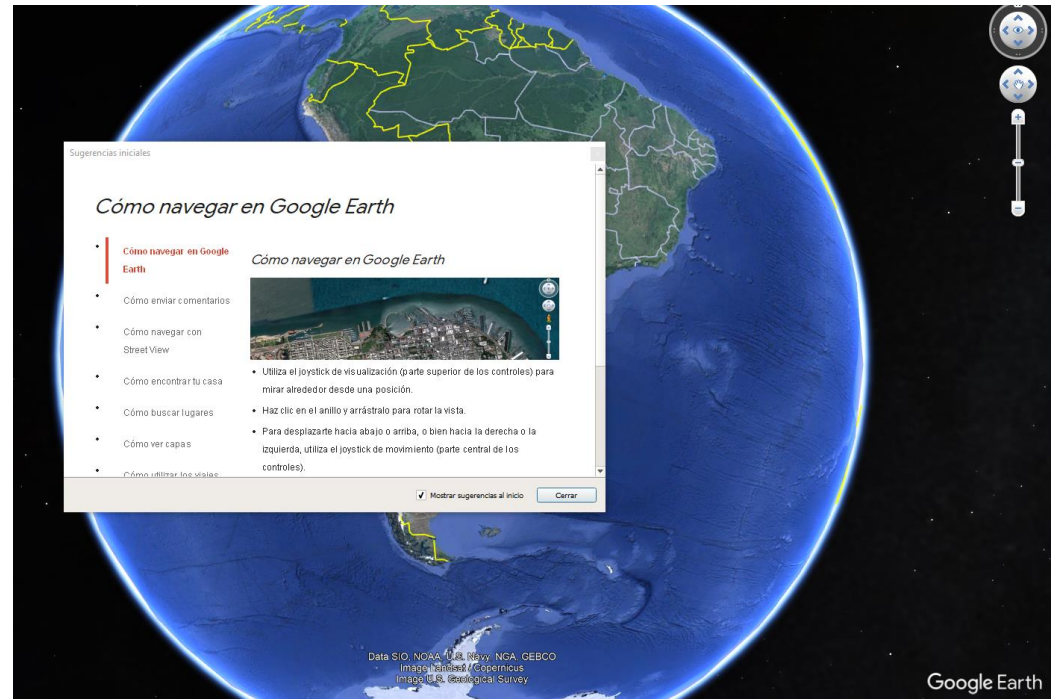 Sugerencias iniciales
Cómo navegar en Google Earth
Cómo navegar en Google
Earth
Cómo enviar comentarios
Cómo navegar con
Street View
Cómo encontrar tu casa
Cómo buscar lugares
Cómo ver capas
Cómo utilizar los viajes
Cómo navegar en Google Earth
Utiliza el joystick de visualización (parte superior de los controles) para
mirar alrededor desde una posición.
Haz clic en el anillo y arrástralo para rotar la vista.
Para desplazarte hacia abajo o arriba, o bien hacia la derecha o la
izquierda, utiliza el joystick de movimiento (parte central de los
controles).
Mostrar sugerencias al inicio
Cerrar
Data SIO, NOAA, U.S. Navy, NGA, GEBCO
Image Landsat / Copernicus
Image U.S. Geological Survey
Google Earth